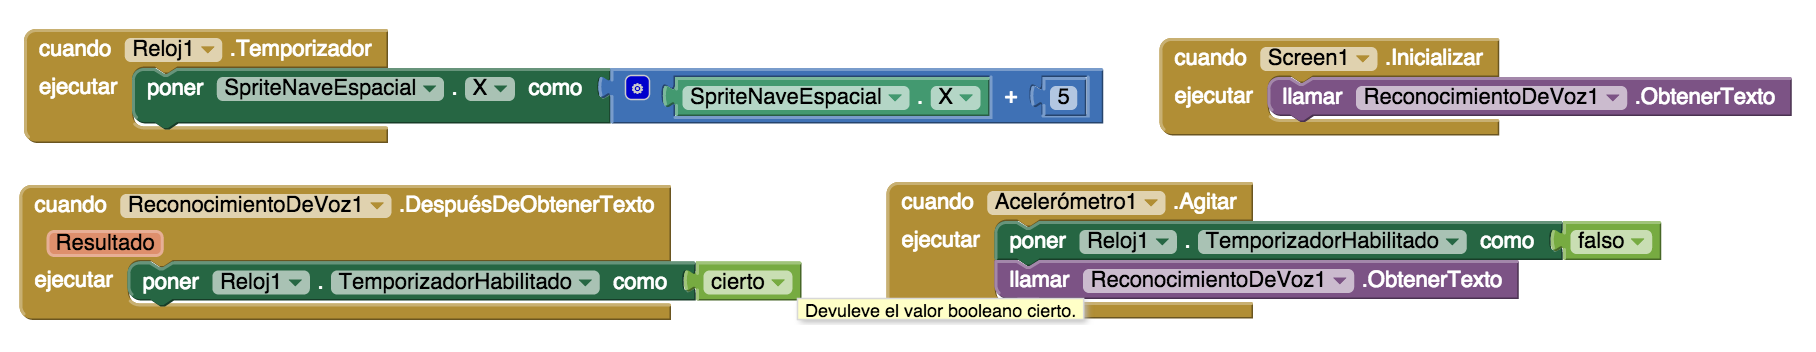 cuando Reloj1 .Temporizador
ejecutar poner SpriteNaveEspacial . X como SpriteNaveEspacial . X + 5
cuando Screen1 .Inicializar
ejecutar llamar ReconocimientoDeVoz1 .ObtenerTexto
cuando ReconocimientoDeVoz1 .DespuésDeObtenerTexto
Resultado
ejecutar poner Reloj1 . TemporizadorHabilitado como cierto
Devuleve el valor booleano cierto.
cuando Acelerómetro1 .Agitar
ejecutar poner Reloj1 . TemporizadorHabilitado como falso
llamar ReconocimientoDeVoz1 .ObtenerTexto